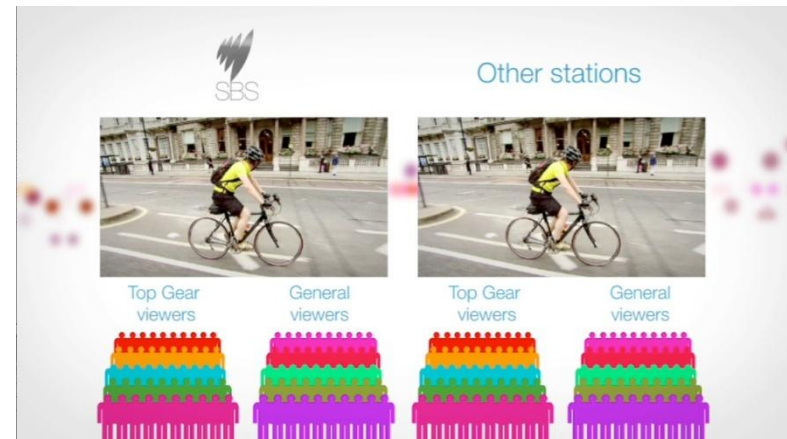 SBS
Other stations
Top Gear
viewers
General
viewers
Top Gear
viewers
General
viewers